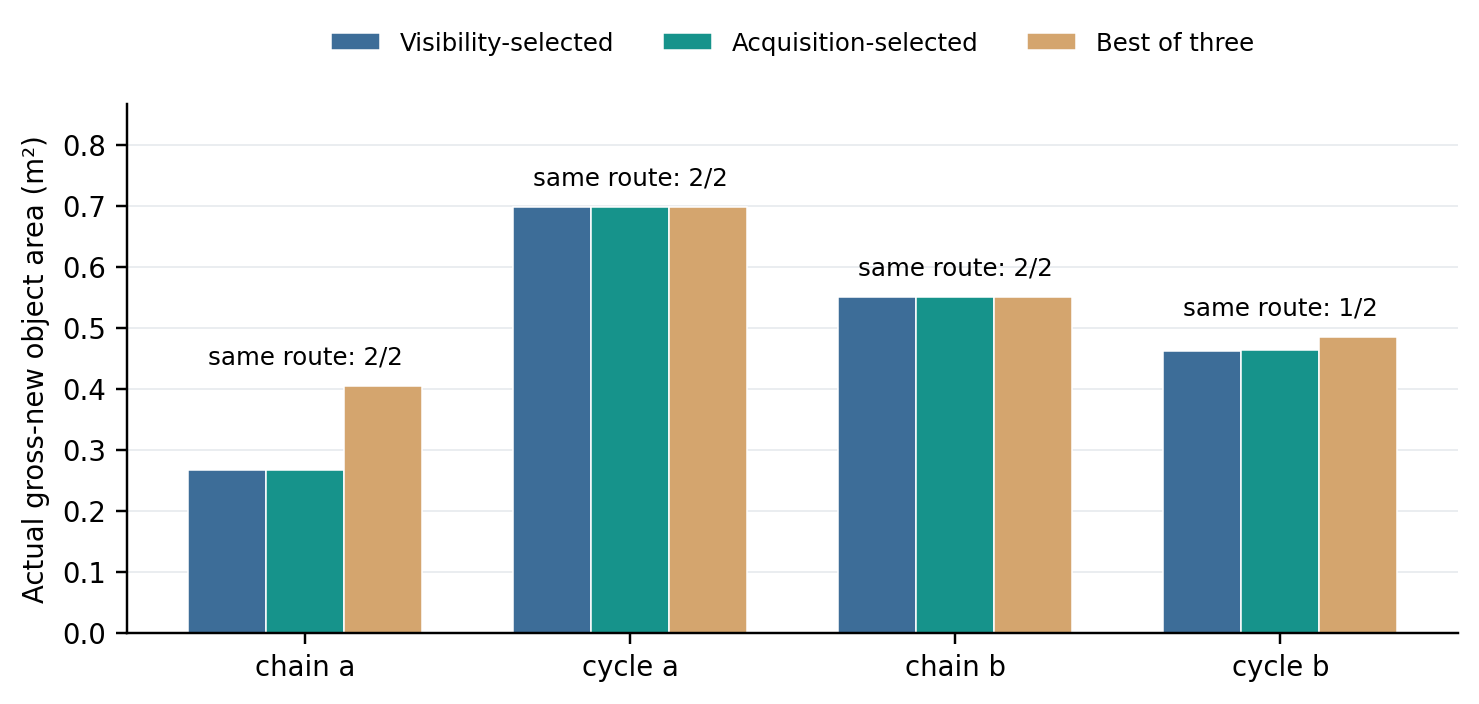 Visibility-selected Acquisition-selected Best of three
Actual gross-new object area (m²)
0.8
0.7
0.6
0.5
0.4
0.3
0.2
0.1
0.0
same route: 2/2
same route: 2/2
same route: 2/2
same route: 1/2
chain a cycle a chain b cycle b